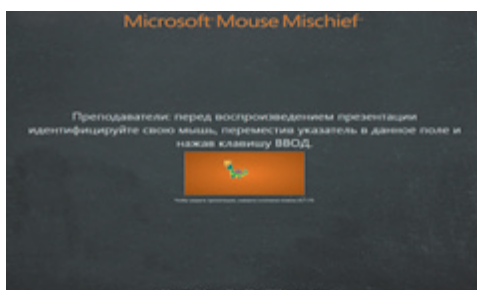 Microsoft Mouse Mischief
Преподаватели: перед воспроизведением презентации
идентифицируйте свою мышь, переместив указатель в данное поле и
нажав клавишу ВВОД.